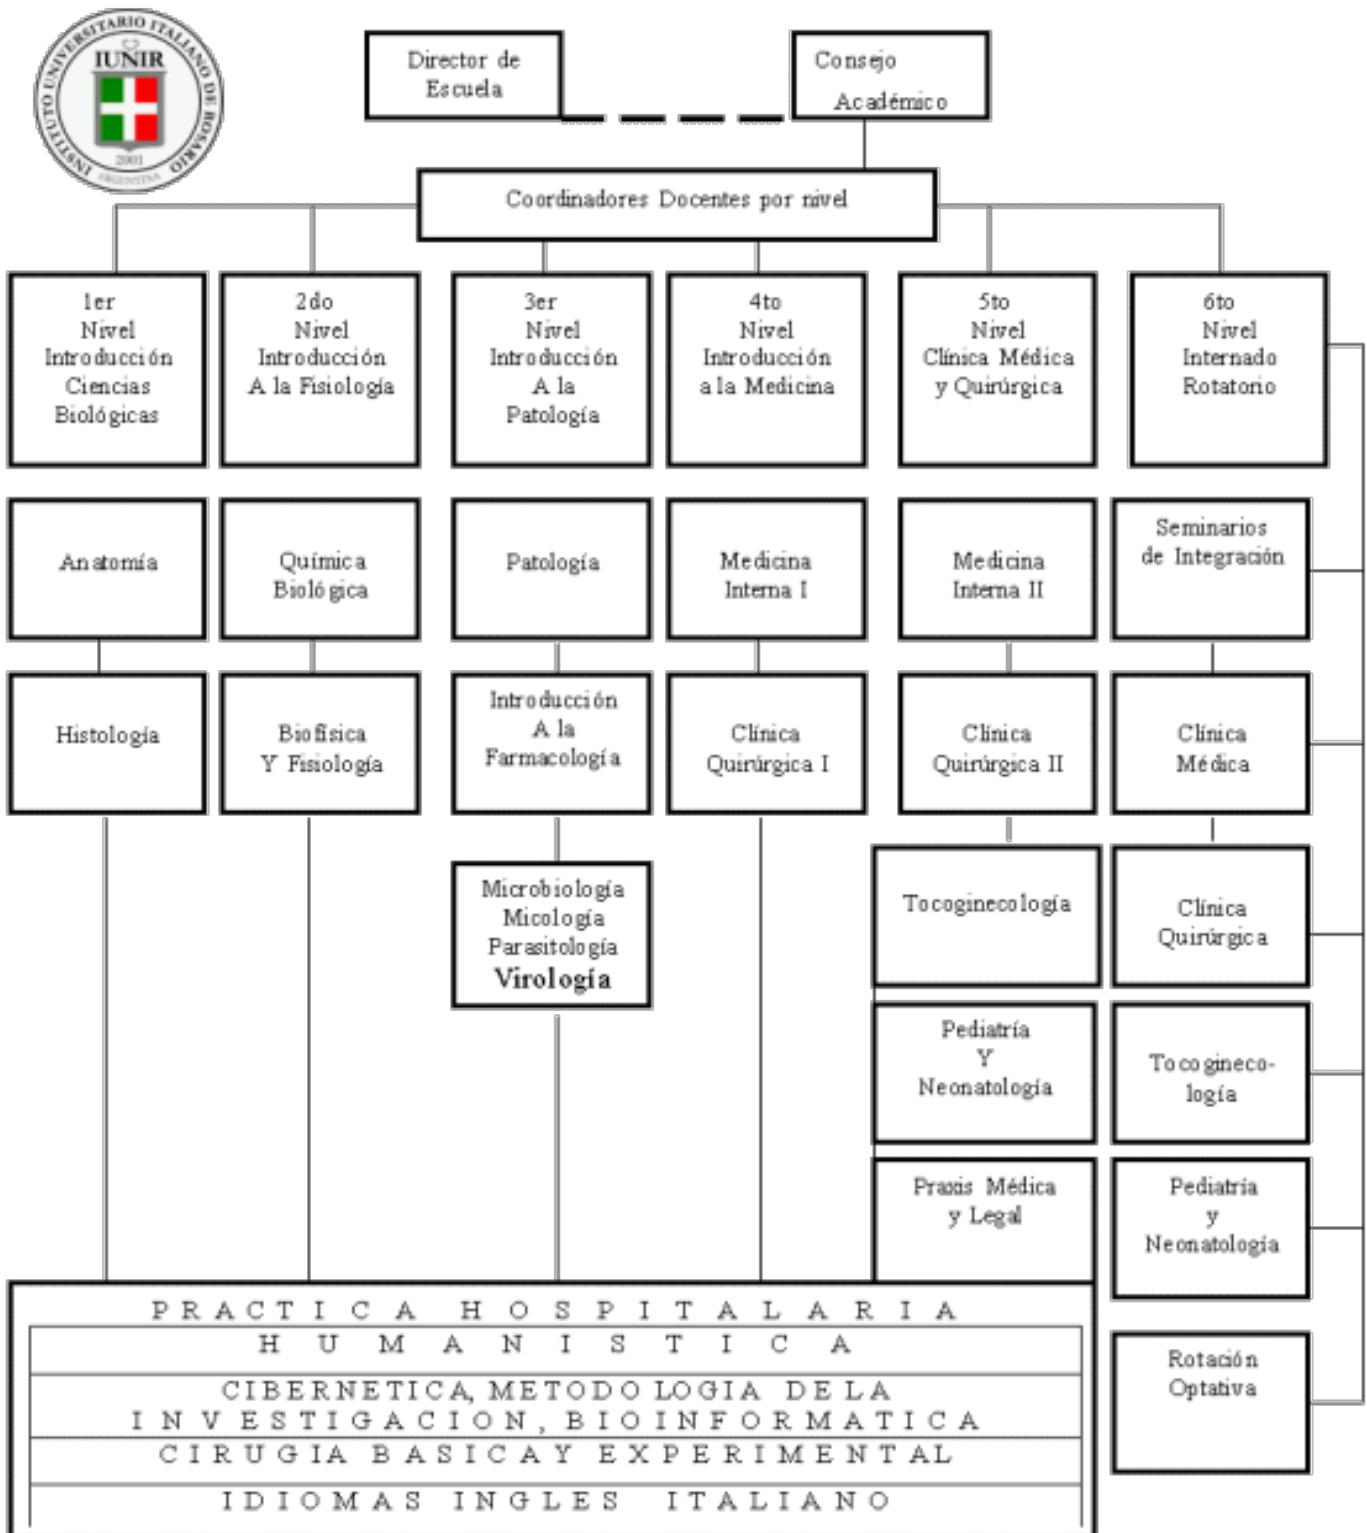 INSTITUTO UNIVERSITARIO ITALIANO DE ROSARIO
IUNIR
2001
ARGENTINA
Director de
Escuela
Consejo
Académico
Coordinadores Docentes por nivel
1er
Nivel
Introducción
Ciencias
Biológicas
2do
Nivel
Introducción
A la Fisiología
3er
Nivel
Introducción
A la
Patología
4to
Nivel
Introducción
a la Medicina
5to
Nivel
Clínica Médica
y Quirúrgica
6to
Nivel
Internado
Rotatorio
Anatomía
Química
Biológica
Patología
Medicina
Interna I
Medicina
Interna II
Seminarios
de Integración
Histología
Biofísica
Y Fisiología
Introducción
A la
Farmacología
Clínica
Quirúrgica I
Clínica
Quirúrgica II
Clínica
Médica
Microbiología
Micología
Parasitología
Virología
Tocoginecología
Clínica
Quirúrgica
Pediatría
Y
Neonatología
Tocogineco-
logía
Praxis Médica
y Legal
Pediatría
y
Neonatología
PRACTICA HOSPITALARIA
HUMANISTICA
CIBERNETICA, METODOLOGIA DE LA
INVESTIGACION, BIOINFORMATICA
CIRUGIA BASICA Y EXPERIMENTAL
IDIOMAS INGLES ITALIANO
Rotación
Optativa